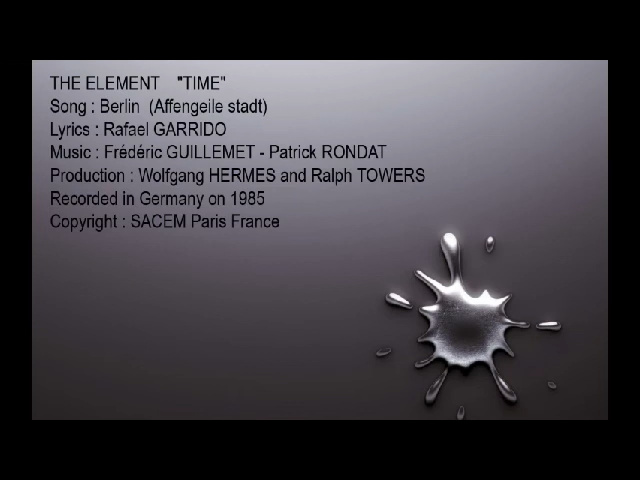 THE ELEMENT "TIME"
Song : Berlin (Affengeile stadt)
Lyrics : Rafael GARRIDO
Music : Frédéric GUILLEMET - Patrick RONDAT
Production : Wolfgang HERMES and Ralph TOWERS
Recorded in Germany on 1985
Copyright : SACEM Paris France